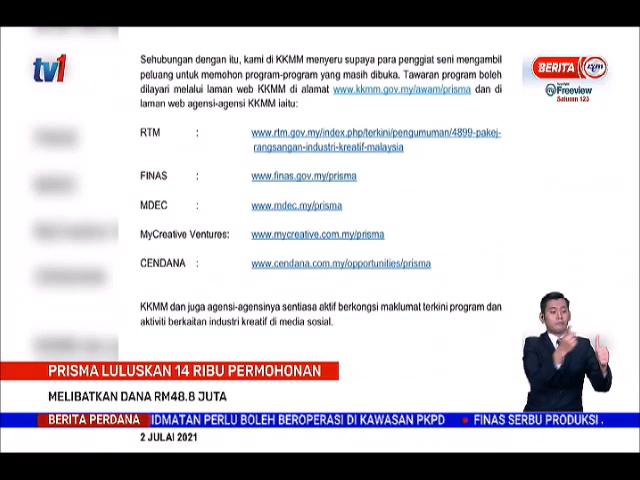 tv1
BERITA rtm
myFreeview
Saluran 123
Sehubungan dengan itu, kami di KKMM menyeru supaya para penggiat seni mengambil
peluang untuk memohon program-program yang masih dibuka. Tawaran program boleh
dilayari melalui laman web KKMM di alamat www.kkmm.gov.my/awam/prisma dan di
laman web agensi-agensi KKMM iaitu:
RTM : www.rtm.gov.my/index.php/terkini/pengumuman/4899-pakej-
rangsangan-industri-kreatif-malaysia
FINAS : www.finas.gov.my/prisma
MDEC : www.mdec.my/prisma
MyCreative Ventures: www.mycreative.com.my/prisma
CENDANA : www.cendana.com.my/opportunities/prisma
KKMM dan juga agensi-agensinya sentiasa aktif berkongsi maklumat terkini program dan
aktiviti berkaitan industri kreatif di media sosial.
PRISMA LULUSKAN 14 RIBU PERMOHONAN
MELIBATKAN DANA RM48.8 JUTA
BERITA PERDANA IDMATAN PERLU BOLEH BEROPERASI DI KAWASAN PKPD • FINAS SERBU PRODUKSI
2 JULAI 2021